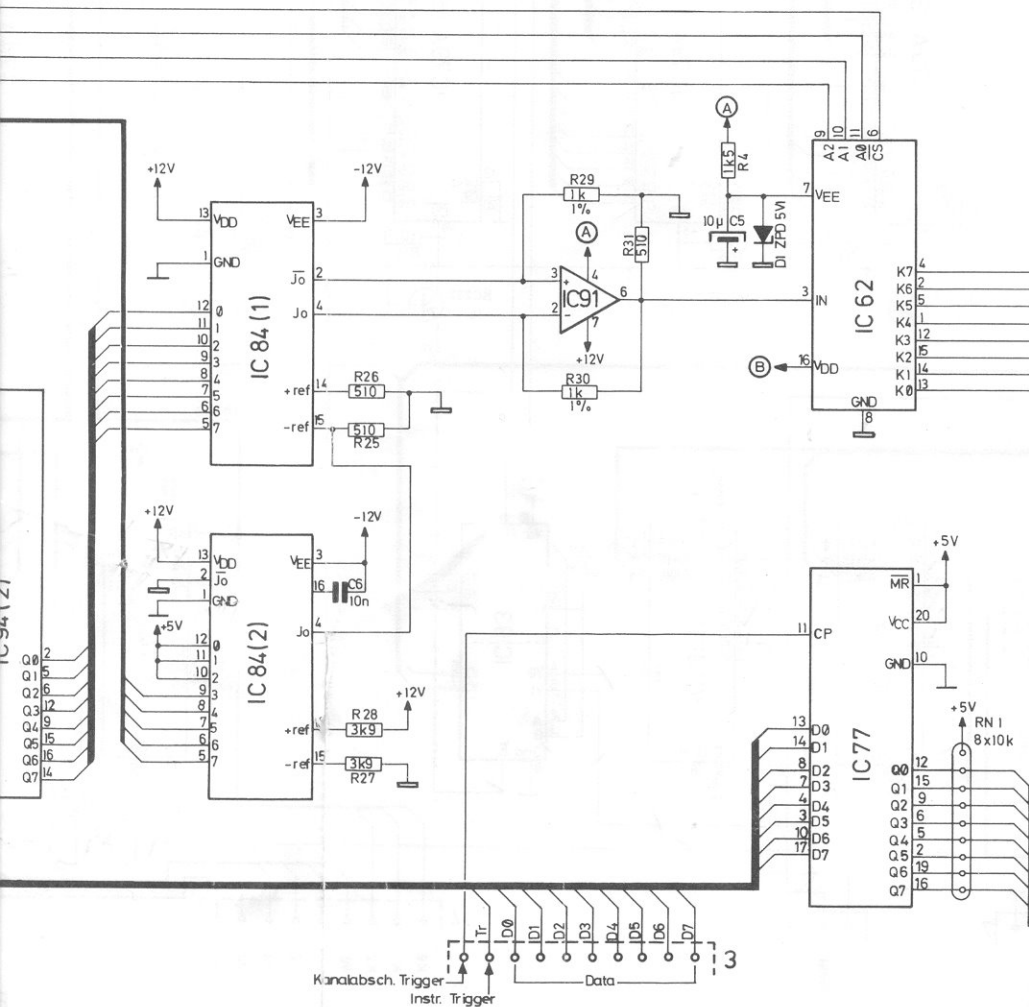 A
9
10
11
6
A2
A1
A0
C̅S̅
+12V
-12V
13
VDD
VEE
3
1
GND
J̅o̅
2
Jo
4
12
0
11
1
10
2
9
3
8
4
7
5
6
6
5
7
IC 84(1)
+ref
14
R26
510
-ref
15
510
R25
R29
1k
1%
R31
510
A
3
+
2
-
IC91
4
6
7
+12V
R30
1k
1%
1k5
R4
10µ
C5
+
D1 ZPD 5V1
7
VEE
3
IN
B
16
VDD
IC 62
GND
8
K7
4
K6
2
K5
5
K4
1
K3
12
K2
15
K1
14
K0
13
+12V
-12V
13
VDD
2
J̅o̅
1
GND
+5V
12
0
11
1
10
2
9
3
8
4
7
5
6
6
5
7
IC 84(2)
VEE
3
16
C6
10n
Jo
4
+ref
R28
3k9
+12V
-ref
15
3k9
R27
IC94(2)
Q0
2
Q1
5
Q2
6
Q3
12
Q4
9
Q5
15
Q6
16
Q7
14
+5V
M̅R̅
1
VCC
20
GND
10
11
CP
IC77
13
D0
14
D1
8
D2
7
D3
4
D4
3
D5
10
D6
17
D7
+5V
RN1
8x10k
Q0
12
Q1
15
Q2
9
Q3
6
Q4
5
Q5
2
Q6
19
Q7
16
Tr
D0
D1
D2
D3
D4
D5
D6
D7
3
Kanalabsch. Trigger
Instr. Trigger
Data